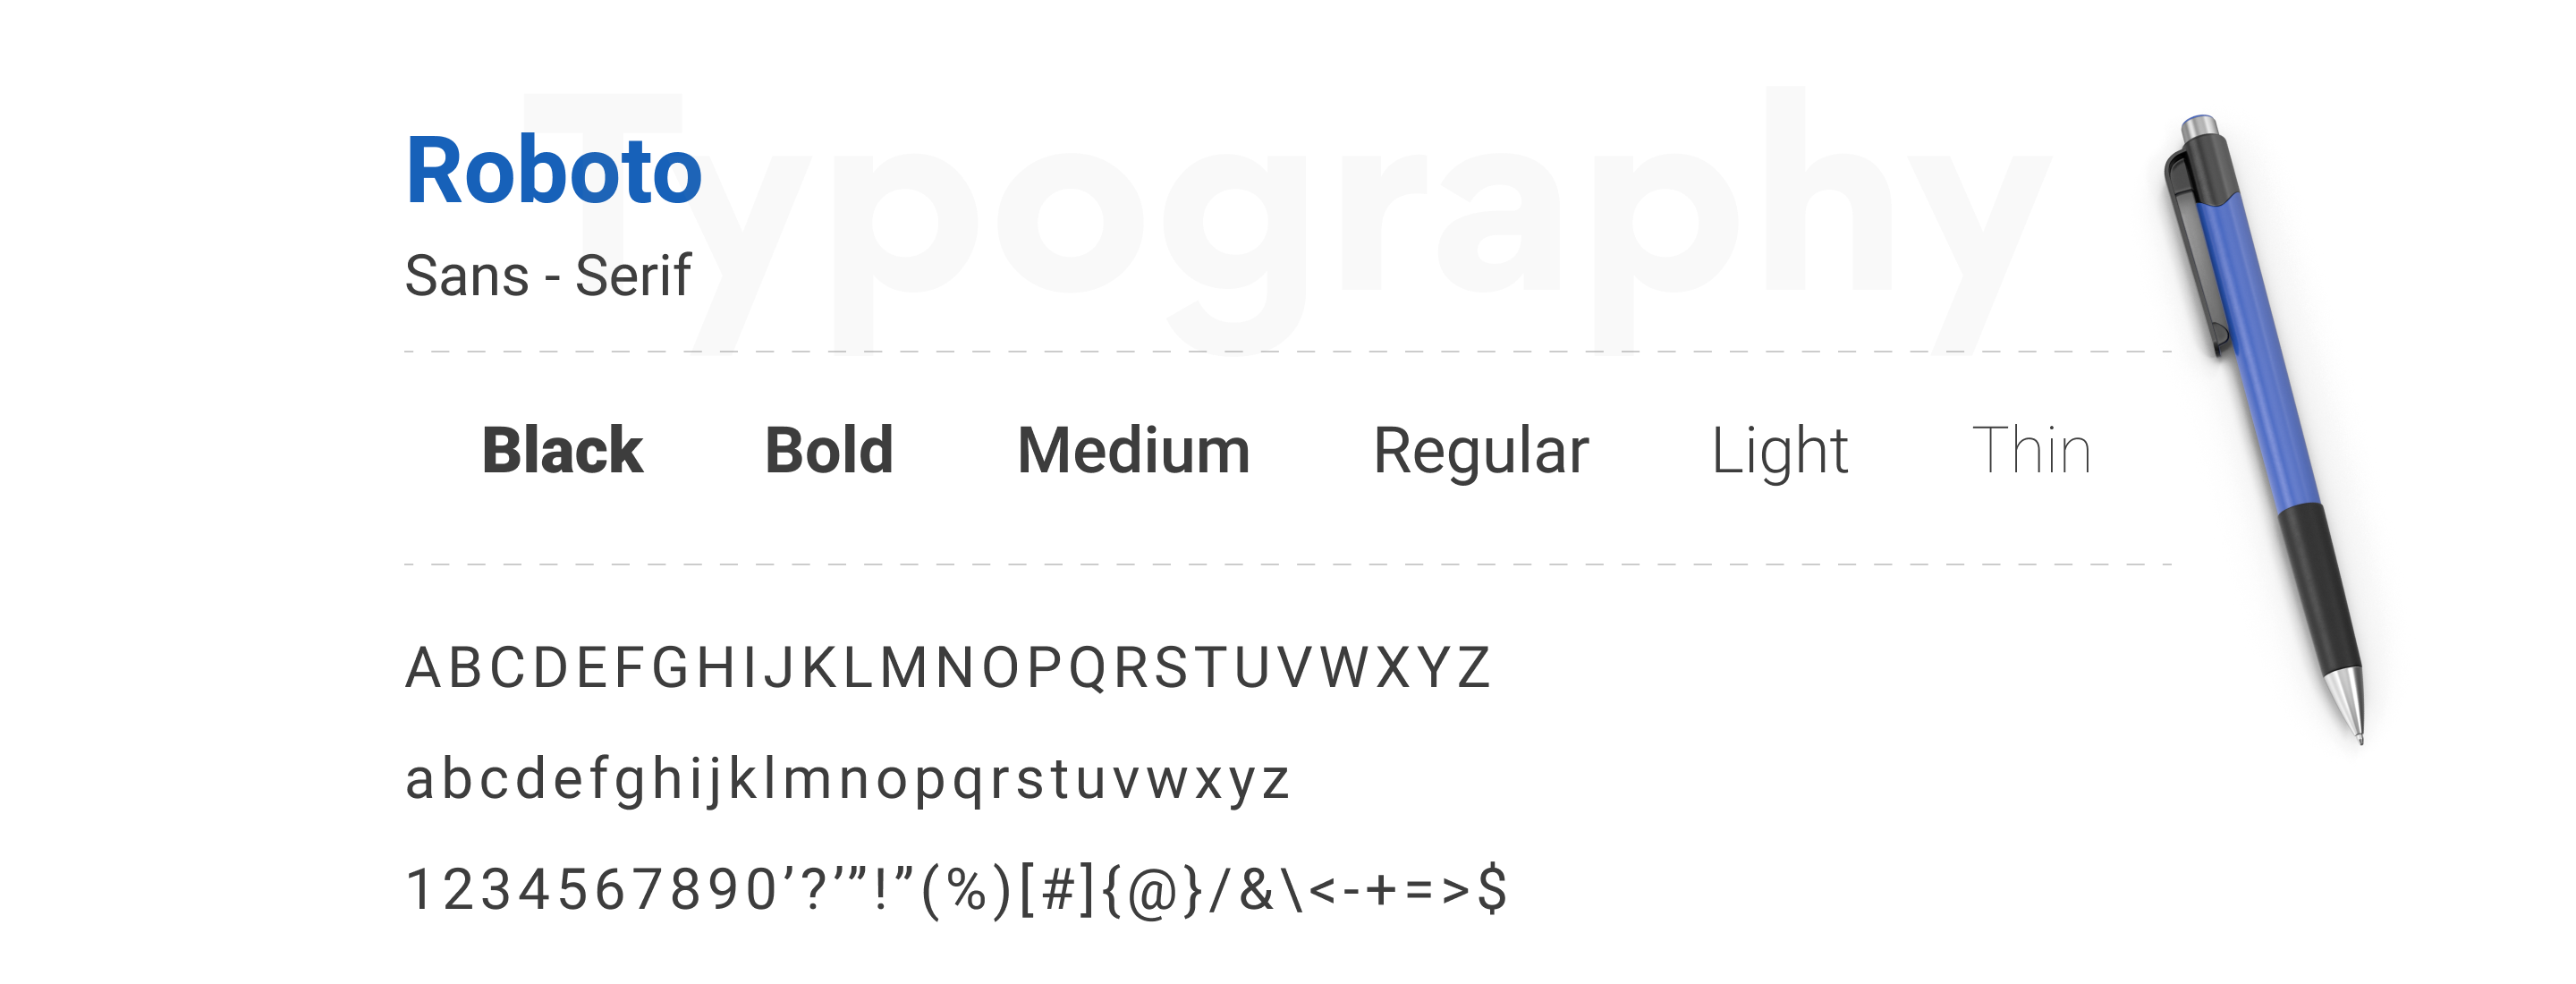 Typography
Roboto
Sans - Serif
Black Bold Medium Regular Light Thin
ABCDEFGHIJKLMNOPQRSTUVWXYZ
abcdefghijklmnopqrstuvwxyz
1234567890’?’”!”(%)[#]{@}/&\<-+=>$